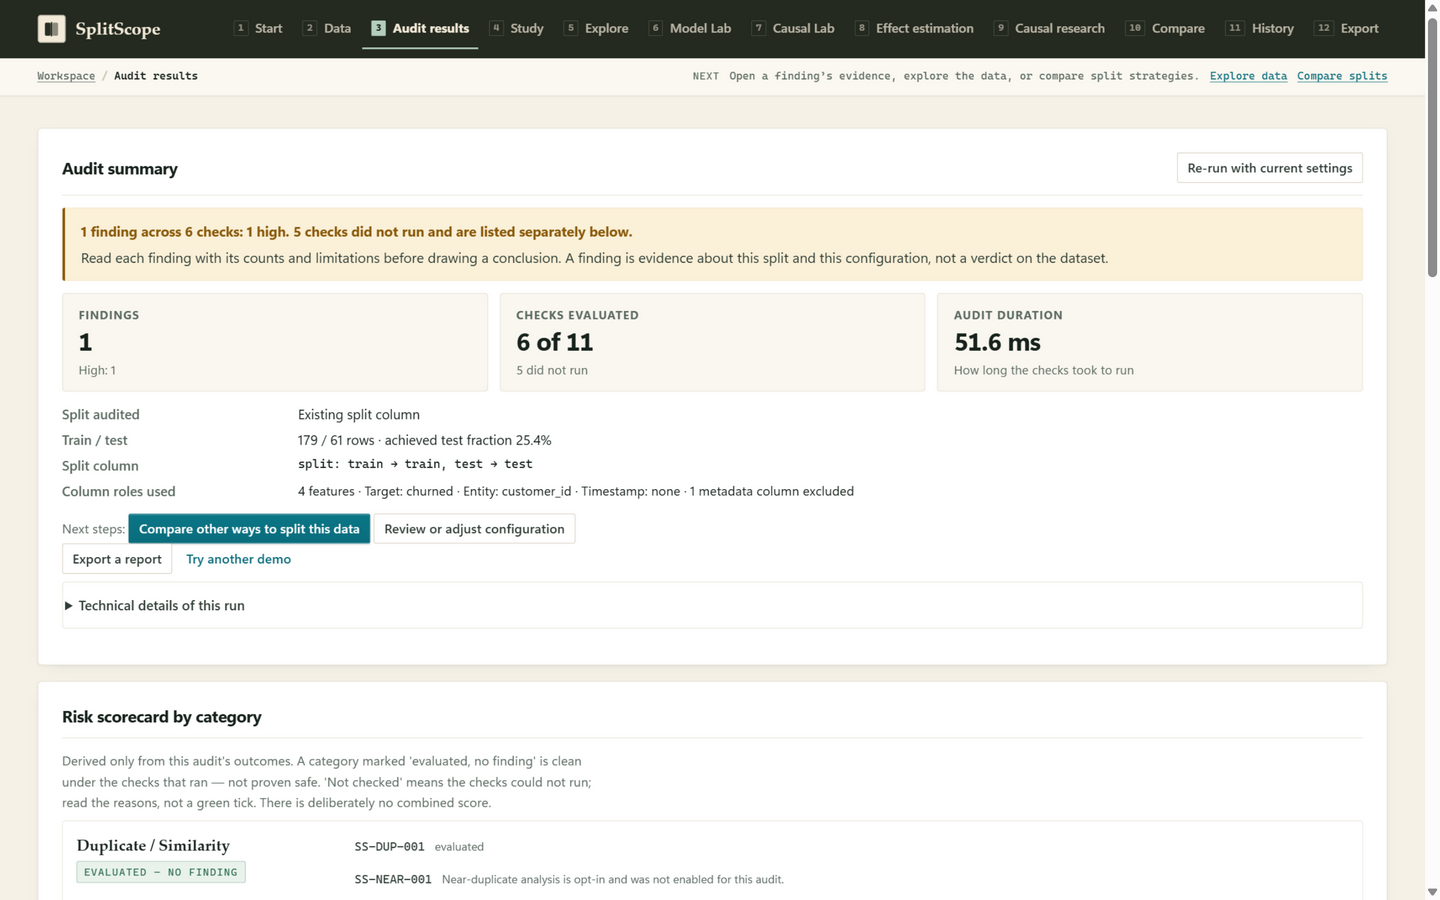 SplitScope
1 Start
2 Data
3 Audit results
4 Study
5 Explore
6 Model Lab
7 Causal Lab
8 Effect estimation
9 Causal research
10 Compare
11 History
12 Export
Workspace / Audit results
NEXT Open a finding's evidence, explore the data, or compare split strategies. Explore data Compare splits
Audit summary
Re-run with current settings
1 finding across 6 checks: 1 high. 5 checks did not run and are listed separately below.
Read each finding with its counts and limitations before drawing a conclusion. A finding is evidence about this split and this configuration, not a verdict on the dataset.
FINDINGS
1
High: 1
CHECKS EVALUATED
6 of 11
5 did not run
AUDIT DURATION
51.6 ms
How long the checks took to run
Split audited Existing split column
Train / test 179 / 61 rows · achieved test fraction 25.4%
Split column split: train → train, test → test
Column roles used 4 features · Target: churned · Entity: customer_id · Timestamp: none · 1 metadata column excluded
Next steps: Compare other ways to split this data Review or adjust configuration
Export a report Try another demo
▶ Technical details of this run
Risk scorecard by category
Derived only from this audit's outcomes. A category marked 'evaluated, no finding' is clean
under the checks that ran — not proven safe. 'Not checked' means the checks could not run;
read the reasons, not a green tick. There is deliberately no combined score.
Duplicate / Similarity
EVALUATED — NO FINDING
SS-DUP-001 evaluated
SS-NEAR-001 Near-duplicate analysis is opt-in and was not enabled for this audit.